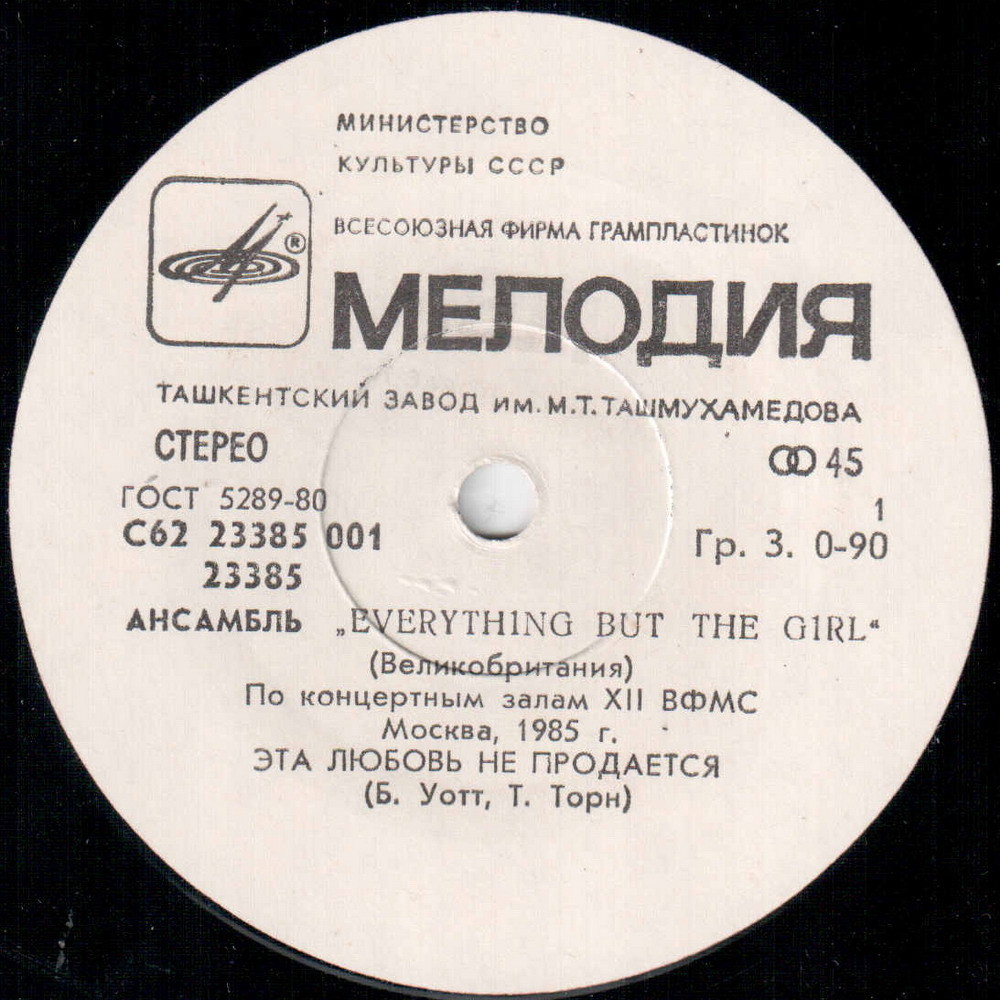 МИНИСТЕРСТВО
КУЛЬТУРЫ СССР
ВСЕСОЮЗНАЯ ФИРМА ГРАМПЛАСТИНОК
®
МЕЛОДИЯ
ТАШКЕНТСКИЙ ЗАВОД им. М.Т.ТАШМУХАМЕДОВА
СТЕРЕО
45
ГОСТ 5289-80
1
С62 23385 001
Гр. 3. 0-90
23385
АНСАМБЛЬ „EVERYTH1NG BUT THE G1RL“
(Великобритания)
По концертным залам XII ВФМС
Москва, 1985 г.
ЭТА ЛЮБОВЬ НЕ ПРОДАЕТСЯ
(Б. Уотт, Т. Торн)